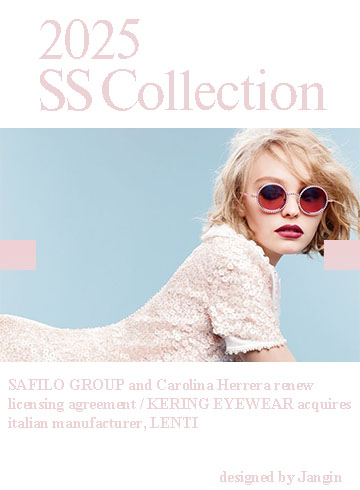 2025
SS Collection
SAFILO GROUP and Carolina Herrera renew
licensing agreement / KERING EYEWEAR acquires
italian manufacturer, LENTI
designed by Jangin